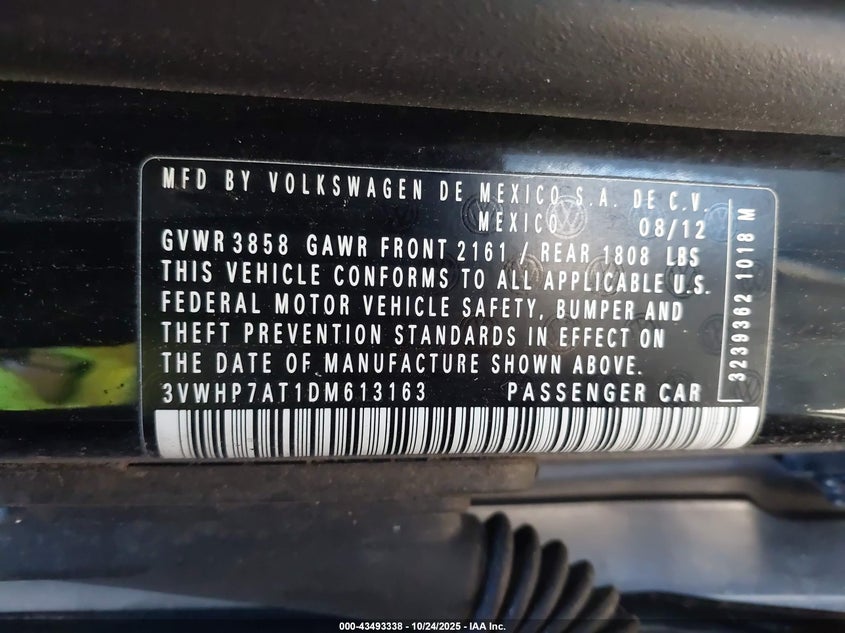 MFD BY VOLKSWAGEN DE MEXICO S.A. DE C.V.
MEXICO 08/12
GVWR 3858 GAWR FRONT 2161 / REAR 1808 LBS
THIS VEHICLE CONFORMS TO ALL APPLICABLE U.S.
FEDERAL MOTOR VEHICLE SAFETY, BUMPER AND
THEFT PREVENTION STANDARDS IN EFFECT ON
THE DATE OF MANUFACTURE SHOWN ABOVE.
3VWHP7AT1DM613163 PASSENGER CAR
3239362 1018 M
000-43493338 - 10/24/2025 - IAA Inc.